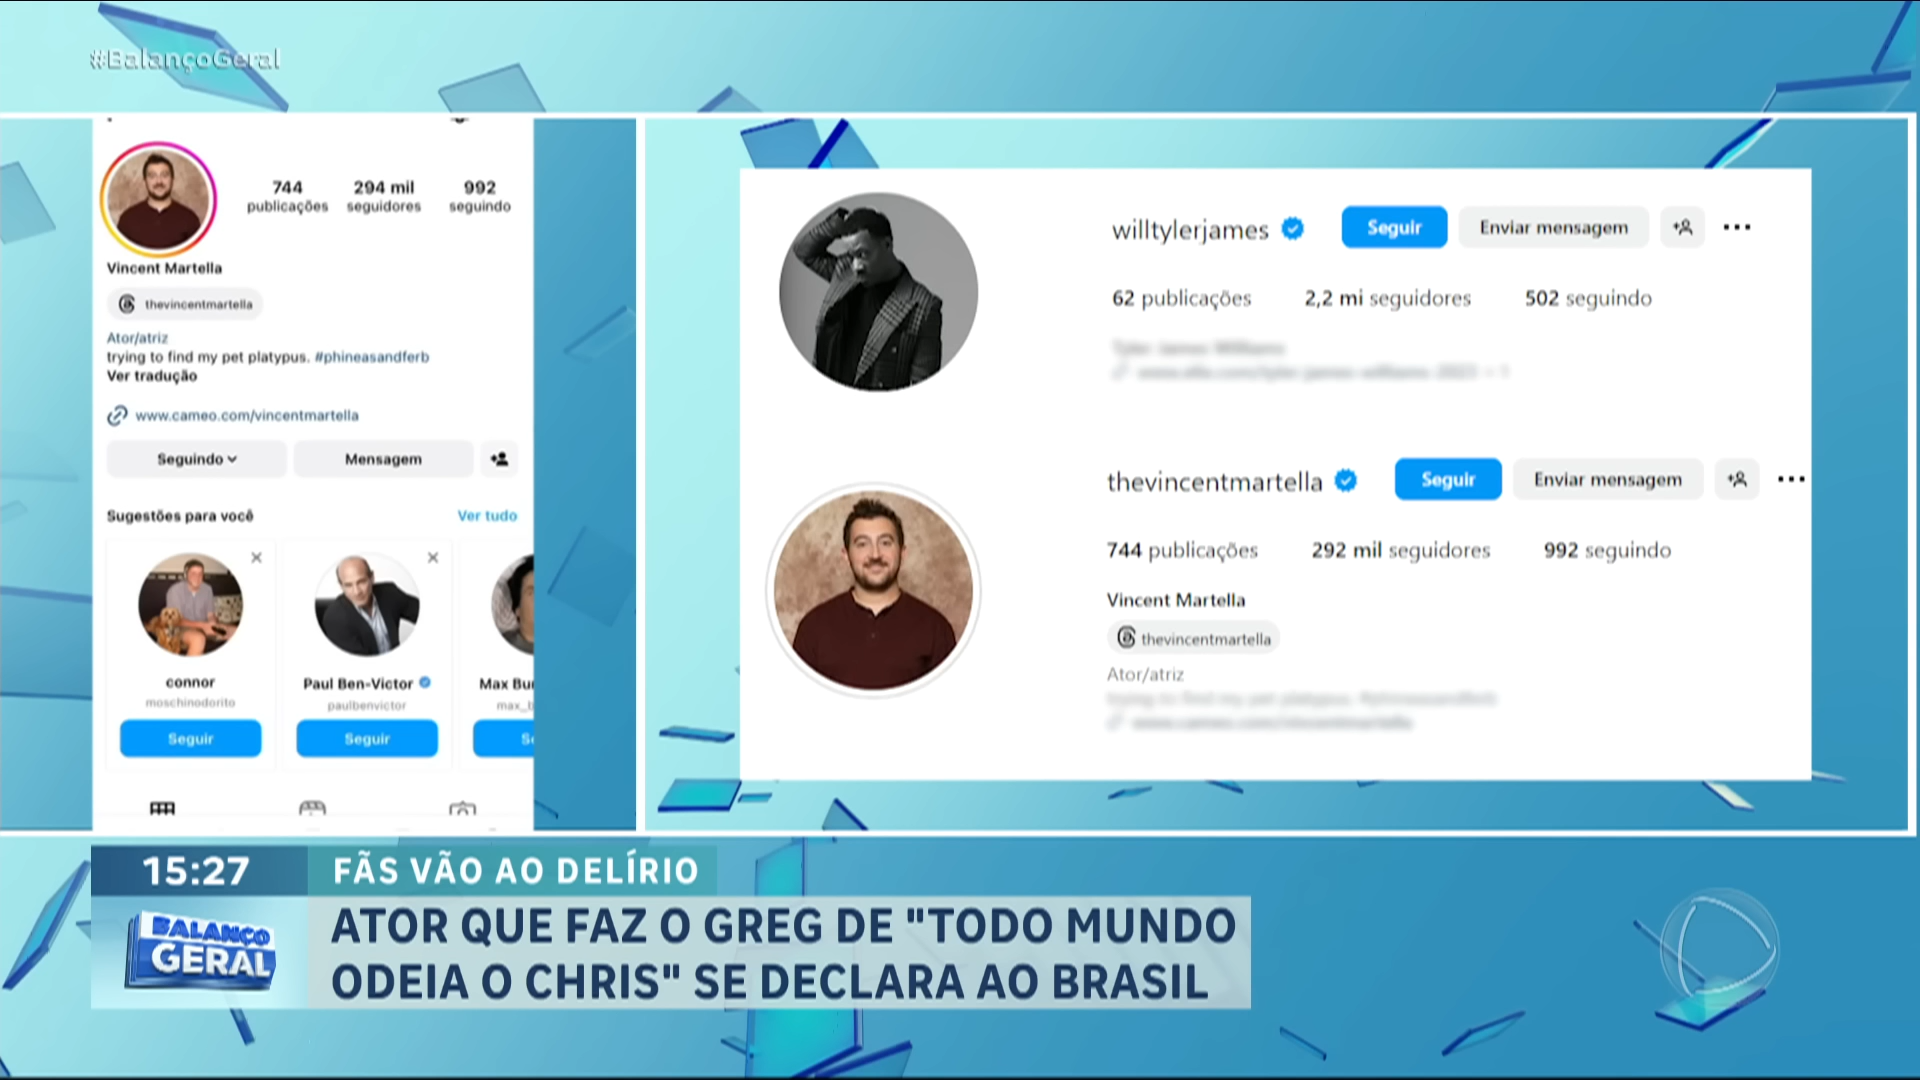 #BalançoGeral
744
294 mil
992
publicações
seguidores
seguindo
Vincent Martella
thevincentmartella
Ator/atriz
trying to find my pet platypus. #phineasandferb
Ver tradução
www.cameo.com/vincentmartella
Seguindo
Mensagem
Sugestões para você
Ver tudo
connor
moschinodorito
Seguir
Paul Ben-Victor
paulbenvictor
Seguir
willtylerjames
Seguir
Enviar mensagem
62 publicações
2,2 mi seguidores
502 seguindo
thevincentmartella
Seguir
Enviar mensagem
744 publicações
292 mil seguidores
992 seguindo
Vincent Martella
thevincentmartella
Ator/atriz
15:27
FÃS VÃO AO DELÍRIO
BALANÇO
GERAL
ATOR QUE FAZ O GREG DE "TODO MUNDO
ODEIA O CHRIS" SE DECLARA AO BRASIL